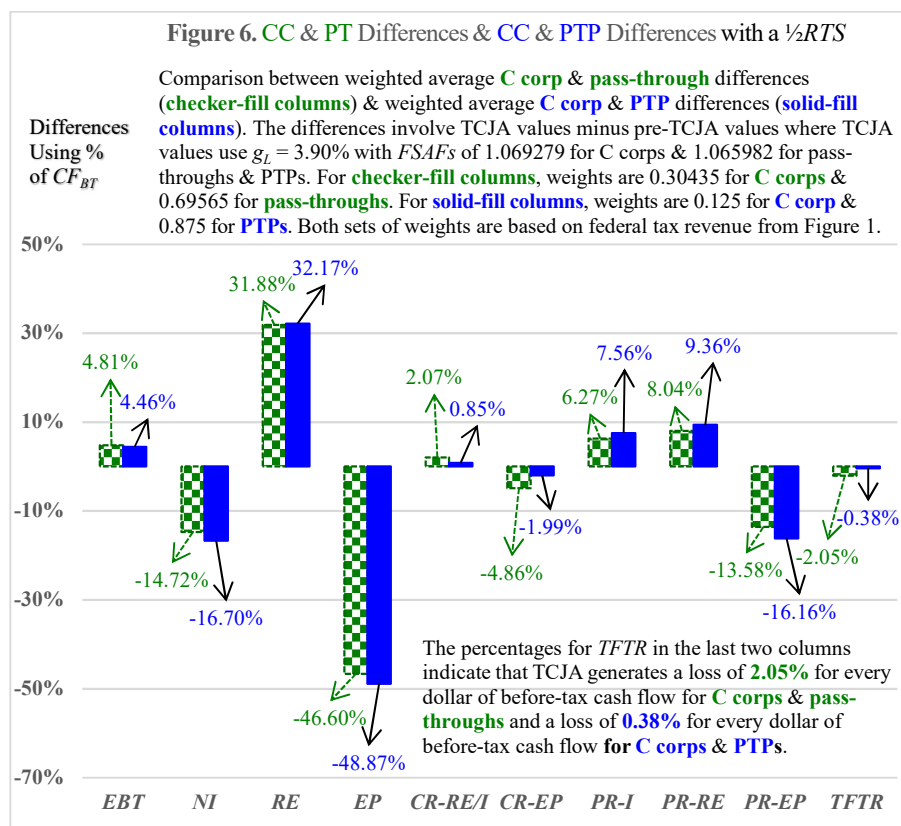 Figure 6. CC & PT Differences & CC & PTP Differences with a ½RTS
Comparison between weighted average C corp & pass-through differences
(checker-fill columns) & weighted average C corp & PTP differences (solid-fill
columns). The differences involve TCJA values minus pre-TCJA values where TCJA
values use gL = 3.90% with FSAFs of 1.069279 for C corps & 1.065982 for pass-
throughs & PTPs. For checker-fill columns, weights are 0.30435 for C corps &
0.69565 for pass-throughs. For solid-fill columns, weights are 0.125 for C corp &
0.875 for PTPs. Both sets of weights are based on federal tax revenue from Figure 1.
Differences
Using %
of CFBT
50%
30%
10%
-10%
-30%
-50%
-70%
4.81%
4.46%
-14.72%
-16.70%
31.88%
32.17%
-46.60%
-48.87%
2.07%
0.85%
-4.86%
-1.99%
6.27%
7.56%
8.04%
9.36%
-13.58%
-16.16%
-2.05%
-0.38%
The percentages for TFTR in the last two columns
indicate that TCJA generates a loss of 2.05% for every
dollar of before-tax cash flow for C corps & pass-
throughs and a loss of 0.38% for every dollar of
before-tax cash flow for C corps & PTPs.
EBT NI RE EP CR-RE/I CR-EP PR-I PR-RE PR-EP TFTR